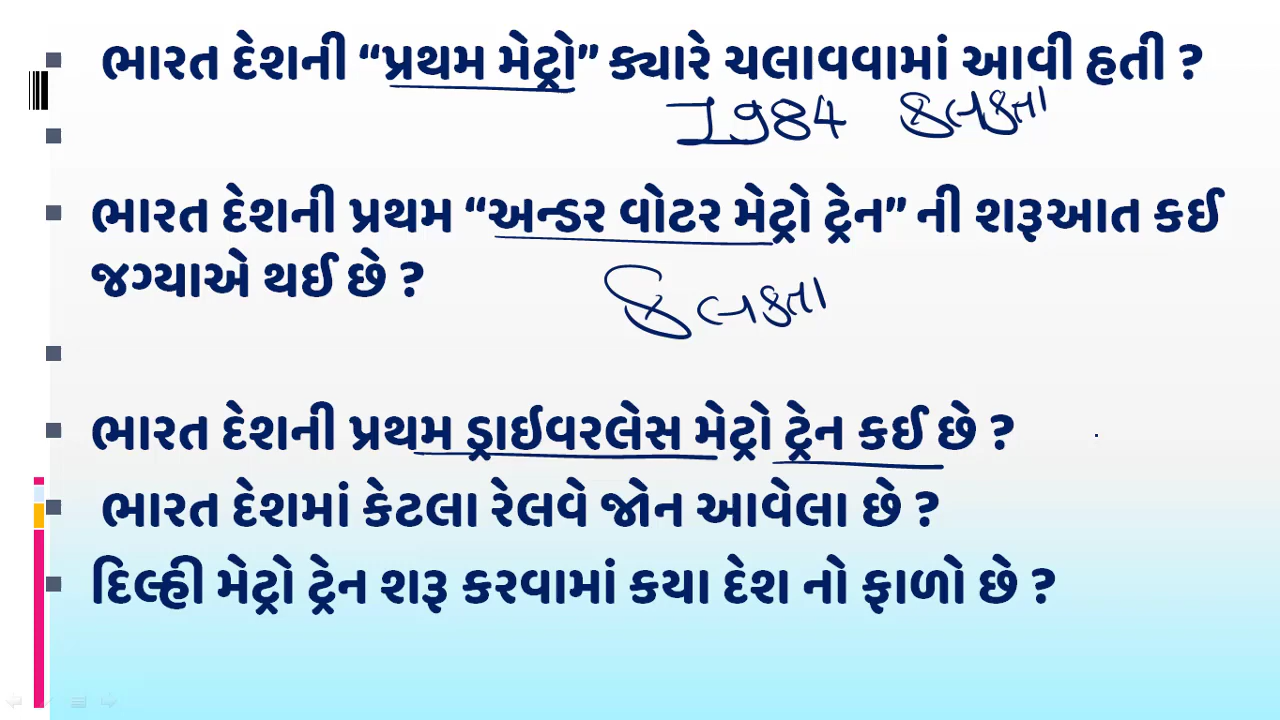 ભારત દેશની “પ્રથમ મેટ્રો” ક્યારે ચલાવવામાં આવી હતી ?
1984 કલકતા
ભારત દેશની પ્રથમ “અન્ડર વોટર મેટ્રો ટ્રેન” ની શરૂઆત કઈ
જગ્યાએ થઈ છે ?
કલકતા
ભારત દેશની પ્રથમ ડ્રાઇવરલેસ મેટ્રો ટ્રેન કઈ છે ?
ભારત દેશમાં કેટલા રેલવે જોન આવેલા છે ?
દિલ્હી મેટ્રો ટ્રેન શરૂ કરવામાં કયા દેશ નો ફાળો છે ?